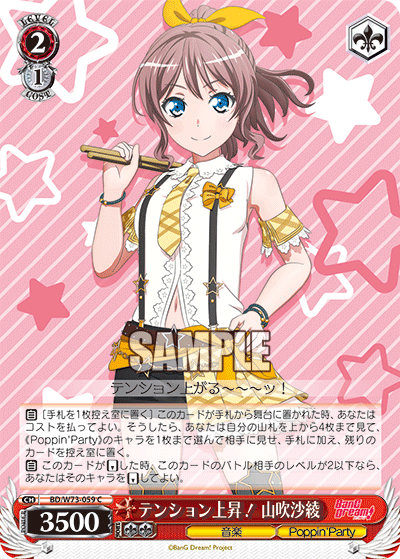 LEVEL
2
1
COST
SAMPLE
テンション上がる～～～ッ！
自 ［手札を1枚控え室に置く］ このカードが手札から舞台に置かれた時、あなたは
コストを払ってよい。そうしたら、あなたは自分の山札を上から4枚まで見て、
《Poppin'Party》のキャラを1枚まで選んで相手に見せ、手札に加え、残りの
カードを控え室に置く。
自 このカードが した時、このカードのバトル相手のレベルが2以下なら、
あなたはそのキャラを してよい。
CH BD/W73-059 C
3500
テンション上昇！ 山吹沙綾
BanG Dream!
音楽
Poppin'Party
©BanG Dream! Project